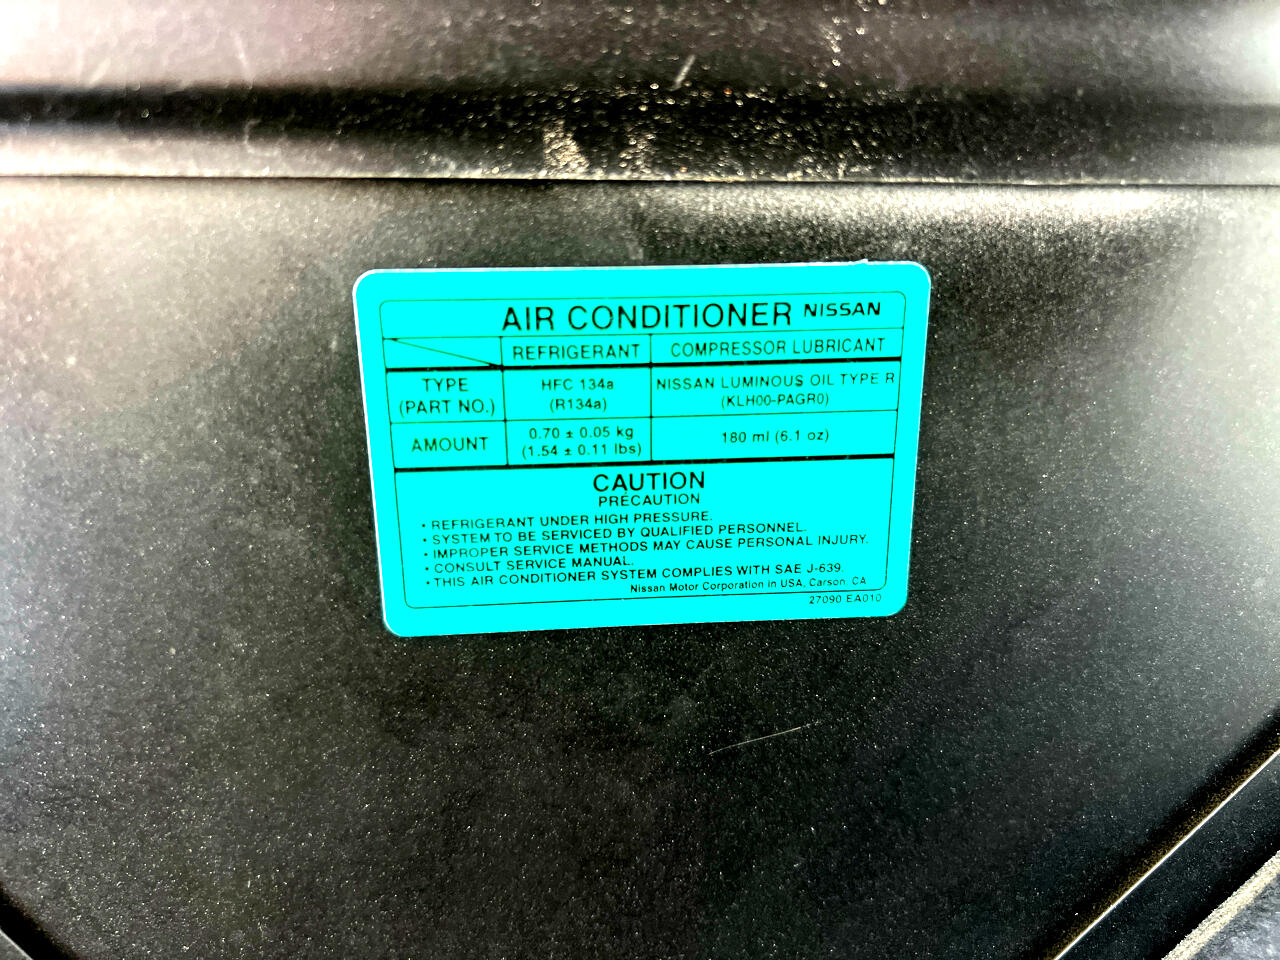 AIR CONDITIONER NISSAN
REFRIGERANT COMPRESSOR LUBRICANT
TYPE HFC 134a NISSAN LUMINOUS OIL TYPE R
(PART NO.) (R134a) (KLH00-PAGR0)
AMOUNT 0.70 ± 0.05 kg 180 ml (6.1 oz)
(1.54 ± 0.11 lbs)
CAUTION
PRÉCAUTION
• REFRIGERANT UNDER HIGH PRESSURE.
• SYSTEM TO BE SERVICED BY QUALIFIED PERSONNEL.
• IMPROPER SERVICE METHODS MAY CAUSE PERSONAL INJURY.
• CONSULT SERVICE MANUAL.
• THIS AIR CONDITIONER SYSTEM COMPLIES WITH SAE J-639.
Nissan Motor Corporation in USA, Carson, CA
27090 EA010